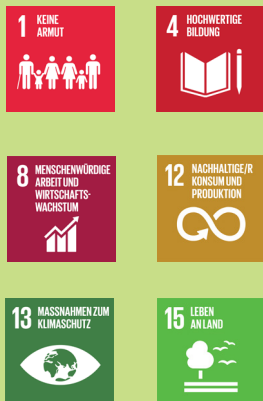 1 KEINE
ARMUT
4 HOCHWERTIGE
BILDUNG
8 MENSCHENWÜRDIGE
ARBEIT UND
WIRTSCHAFTS-
WACHSTUM
12 NACHHALTIGE/R
KONSUM UND
PRODUKTION
13 MASSNAHMEN ZUM
KLIMASCHUTZ
15 LEBEN
AN LAND